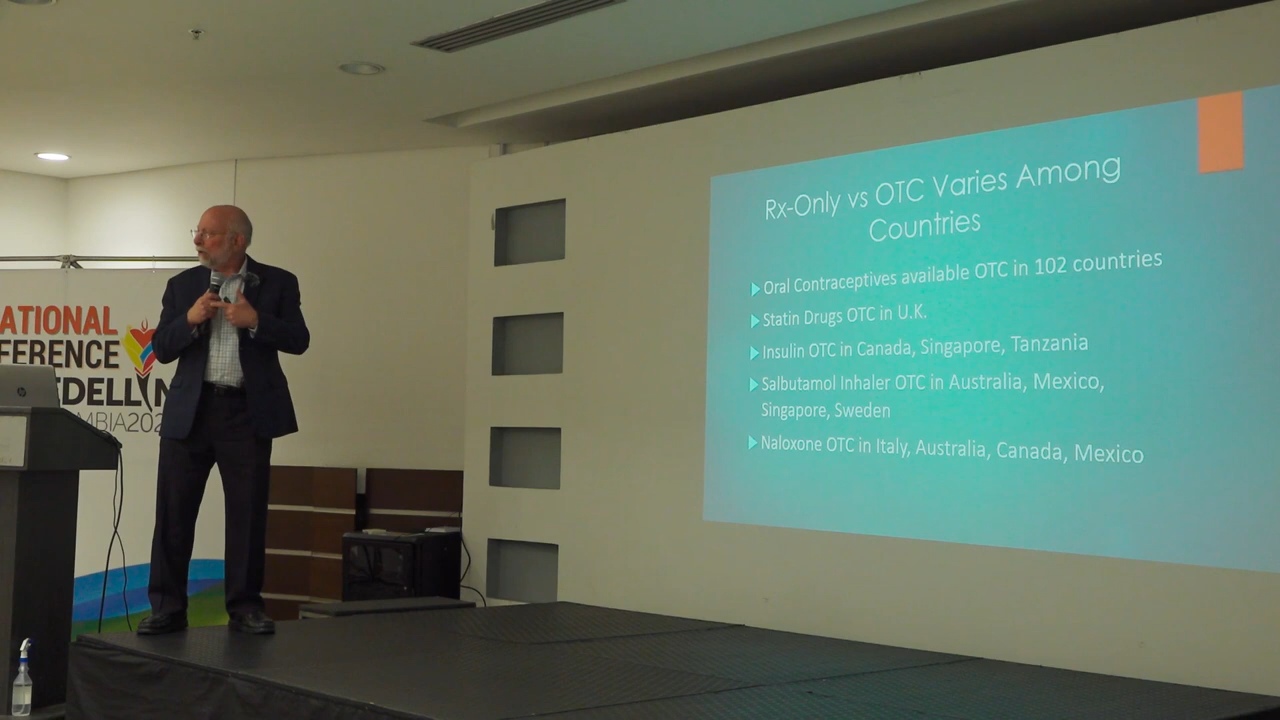 ATIONAL
FERENCE
EDELLIN
MBIA202
Rx-Only vs OTC Varies Among
Countries
Oral Contraceptives available OTC in 102 countries
Statin Drugs OTC in U.K.
Insulin OTC in Canada, Singapore, Tanzania
Salbutamol Inhaler OTC in Australia, Mexico,
Singapore, Sweden
Naloxone OTC in Italy, Australia, Canada, Mexico